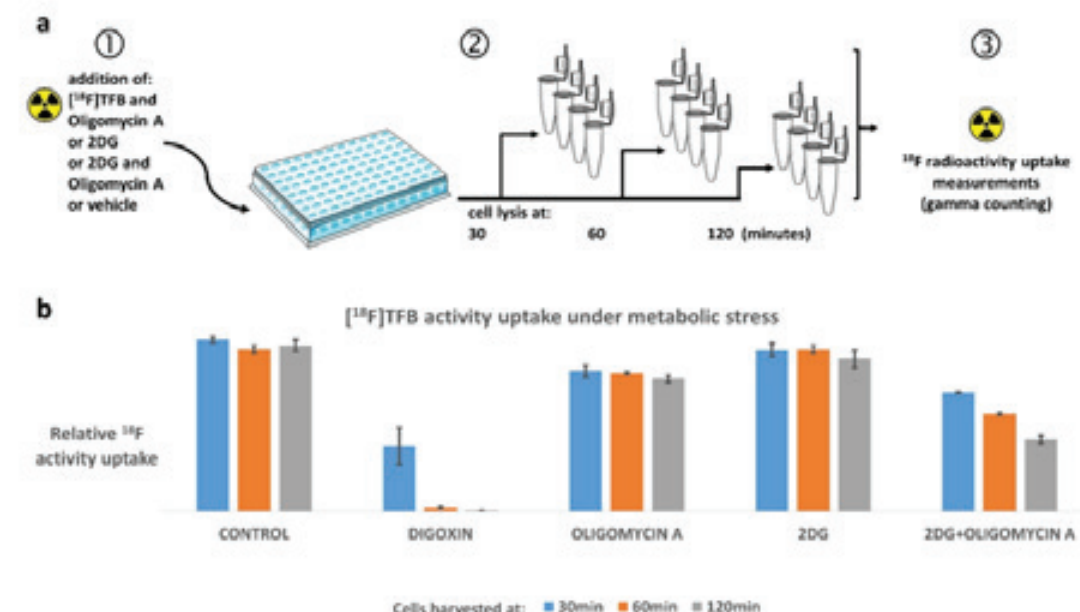 a
①
②
③
addition of:
[¹⁸F]TFB and
Oligomycin A
or 2DG
or 2DG and
Oligomycin A
or vehicle
cell lysis at:
30 60 120 (minutes)
¹⁸F radioactivity uptake
measurements
(gamma counting)
b
[¹⁸F]TFB activity uptake under metabolic stress
Relative ¹⁸F
activity uptake
CONTROL DIGOXIN OLIGOMYCIN A 2DG 2DG+OLIGOMYCIN A
Cells harvested at: 30min 60min 120min